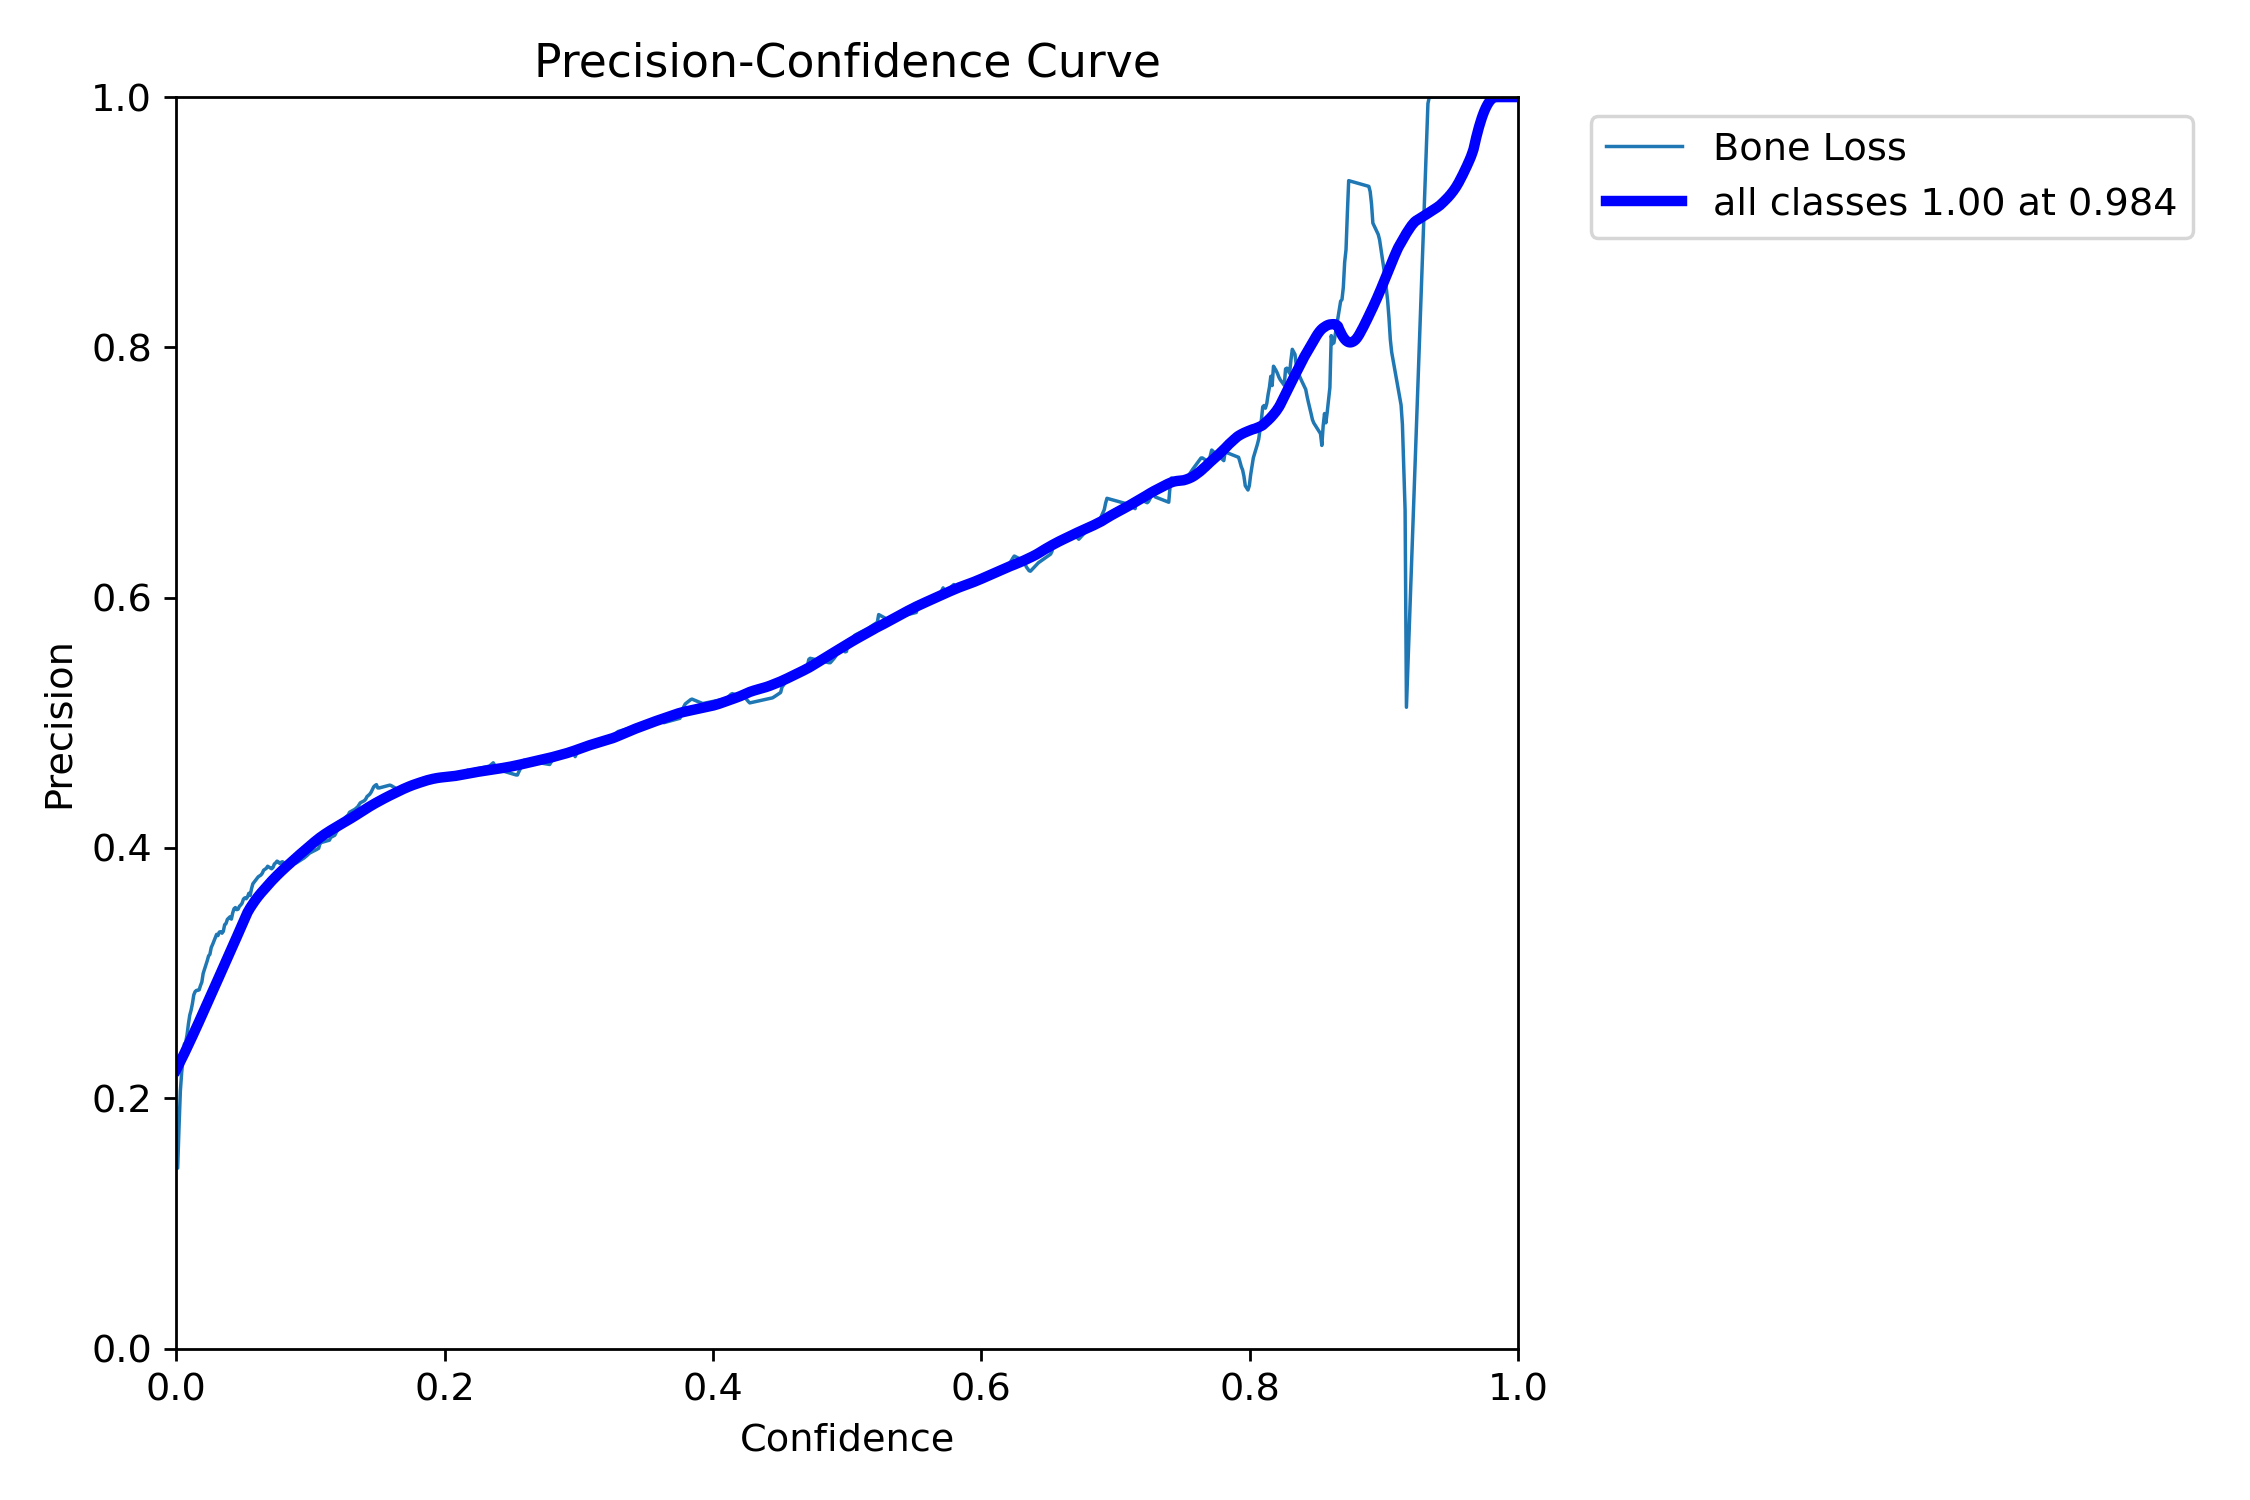 Precision-Confidence Curve
1.0
0.8
0.6
0.4
0.2
0.0
Precision
0.0 0.2 0.4 0.6 0.8 1.0
Confidence
Bone Loss
all classes 1.00 at 0.984